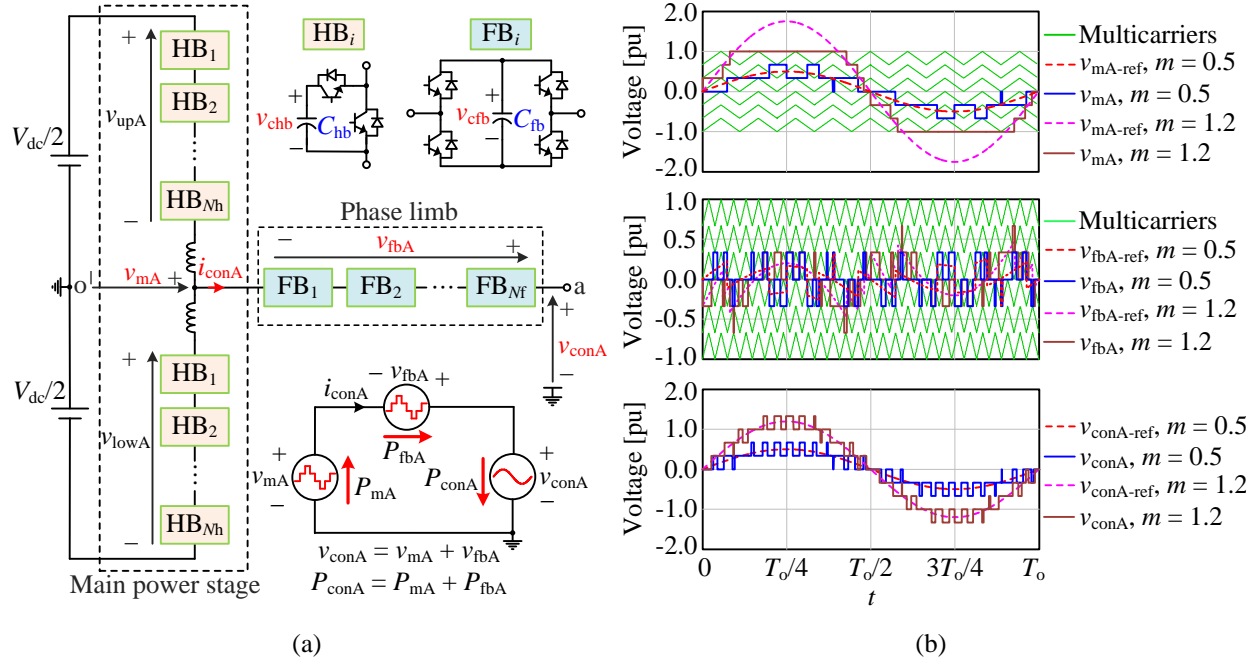 HB1
HB2
HBNh
+
vupA
−
Vdc/2
HBi
FBi
+
vchb
−
Chb
+
vcfb
−
Cfb
Phase limb
−
vfbA
+
o
−
vmA
+
iconA
FB1
FB2
FBNf
a
+
vconA
−
Vdc/2
+
vlowA
−
HB1
HB2
HBNh
Main power stage
− vfbA +
iconA
PfbA
+
vmA
−
PmA
PconA
+
vconA
−
vconA = vmA + vfbA
PconA = PmA + PfbA
(a)
Voltage [pu]
2.0
1.0
0.0
-1.0
-2.0
Multicarriers
vmA-ref, m = 0.5
vmA, m = 0.5
vmA-ref, m = 1.2
vmA, m = 1.2
Voltage [pu]
1.0
0.5
0.0
-0.5
-1.0
Multicarriers
vfbA-ref, m = 0.5
vfbA, m = 0.5
vfbA-ref, m = 1.2
vfbA, m = 1.2
Voltage [pu]
2.0
1.0
0.0
-1.0
2.0
vconA-ref, m = 0.5
vconA, m = 0.5
vconA-ref, m = 1.2
vconA, m = 1.2
0 To/4 To/2 3To/4 To
t
(b)